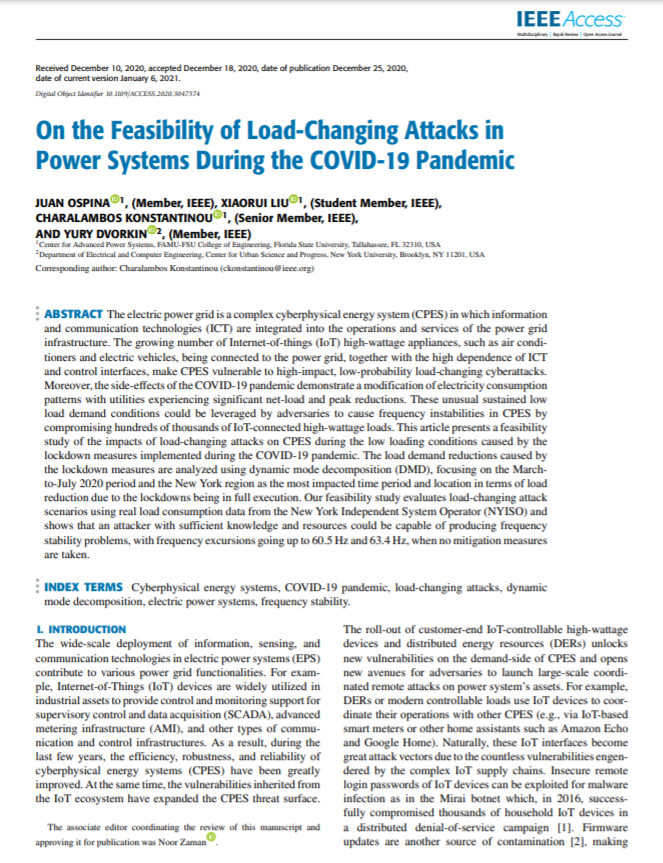 IEEE Access
Multidisciplinary | Rapid Review | Open Access Journal
Received December 10, 2020, accepted December 18, 2020, date of publication December 25, 2020,
date of current version January 6, 2021.
Digital Object Identifier 10.1109/ACCESS.2020.3047374
On the Feasibility of Load-Changing Attacks in
Power Systems During the COVID-19 Pandemic
JUAN OSPINA1, (Member, IEEE), XIAORUI LIU1, (Student Member, IEEE),
CHARALAMBOS KONSTANTINOU1, (Senior Member, IEEE),
AND YURY DVORKIN2, (Member, IEEE)
1Center for Advanced Power Systems, FAMU-FSU College of Engineering, Florida State University, Tallahassee, FL 32310, USA
2Department of Electrical and Computer Engineering, Center for Urban Science and Progress, New York University, Brooklyn, NY 11201, USA
Corresponding author: Charalambos Konstantinou (ckonstantinou@ieee.org)
ABSTRACT The electric power grid is a complex cyberphysical energy system (CPES) in which information
and communication technologies (ICT) are integrated into the operations and services of the power grid
infrastructure. The growing number of Internet-of-things (IoT) high-wattage appliances, such as air condi-
tioners and electric vehicles, being connected to the power grid, together with the high dependence of ICT
and control interfaces, make CPES vulnerable to high-impact, low-probability load-changing cyberattacks.
Moreover, the side-effects of the COVID-19 pandemic demonstrate a modification of electricity consumption
patterns with utilities experiencing significant net-load and peak reductions. These unusual sustained low
load demand conditions could be leveraged by adversaries to cause frequency instabilities in CPES by
compromising hundreds of thousands of IoT-connected high-wattage loads. This article presents a feasibility
study of the impacts of load-changing attacks on CPES during the low loading conditions caused by the
lockdown measures implemented during the COVID-19 pandemic. The load demand reductions caused by
the lockdown measures are analyzed using dynamic mode decomposition (DMD), focusing on the March-
to-July 2020 period and the New York region as the most impacted time period and location in terms of load
reduction due to the lockdowns being in full execution. Our feasibility study evaluates load-changing attack
scenarios using real load consumption data from the New York Independent System Operator (NYISO) and
shows that an attacker with sufficient knowledge and resources could be capable of producing frequency
stability problems, with frequency excursions going up to 60.5 Hz and 63.4 Hz, when no mitigation measures
are taken.
INDEX TERMS Cyberphysical energy systems, COVID-19 pandemic, load-changing attacks, dynamic
mode decomposition, electric power systems, frequency stability.
I. INTRODUCTION
The wide-scale deployment of information, sensing, and
communication technologies in electric power systems (EPS)
contribute to various power grid functionalities. For exam-
ple, Internet-of-Things (IoT) devices are widely utilized in
industrial assets to provide control and monitoring support for
supervisory control and data acquisition (SCADA), advanced
metering infrastructure (AMI), and other types of commu-
nication and control infrastructures. As a result, during the
last few years, the efficiency, robustness, and reliability of
cyberphysical energy systems (CPES) have been greatly
improved. At the same time, the vulnerabilities inherited from
the IoT ecosystem have expanded the CPES threat surface.
The associate editor coordinating the review of this manuscript and
approving it for publication was Noor Zaman.
The roll-out of customer-end IoT-controllable high-wattage
devices and distributed energy resources (DERs) unlocks
new vulnerabilities on the demand-side of CPES and opens
new avenues for adversaries to launch large-scale coordi-
nated remote attacks on power system's assets. For example,
DERs or modern controllable loads use IoT devices to coor-
dinate their operations with other CPES (e.g., via IoT-based
smart meters or other home assistants such as Amazon Echo
and Google Home). Naturally, these IoT interfaces become
great attack vectors due to the countless vulnerabilities engen-
dered by the complex IoT supply chains. Insecure remote
login passwords of IoT devices can be exploited for malware
infection as in the Mirai botnet which, in 2016, success-
fully compromised thousands of household IoT devices in
a distributed denial-of-service campaign [1]. Firmware
updates are another source of contamination [2], making